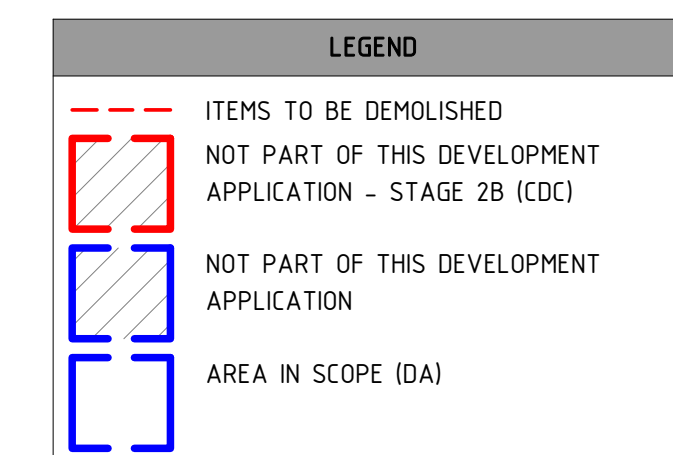 LEGEND
ITEMS TO BE DEMOLISHED
NOT PART OF THIS DEVELOPMENT
APPLICATION - STAGE 2B (CDC)
NOT PART OF THIS DEVELOPMENT
APPLICATION
AREA IN SCOPE (DA)